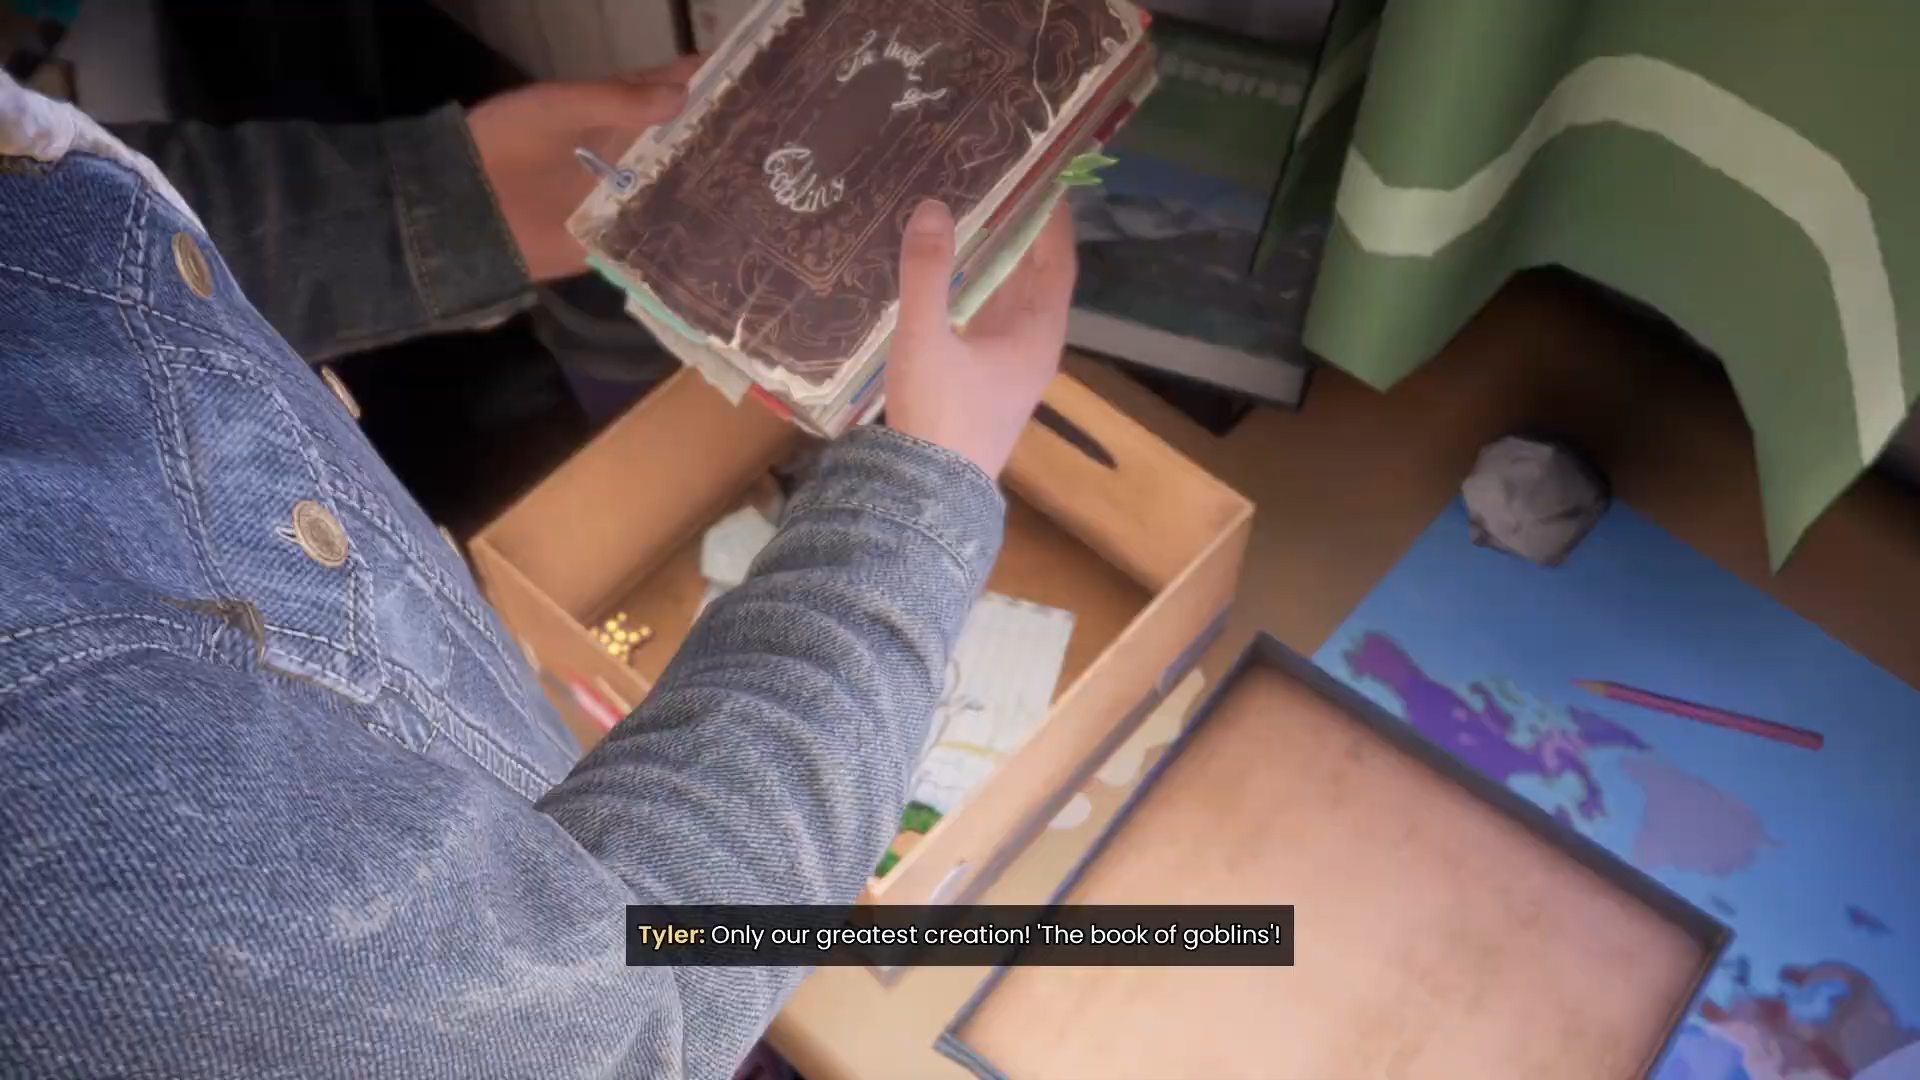 The book
of
Goblins
Tyler: Only our greatest creation! 'The book of goblins'!